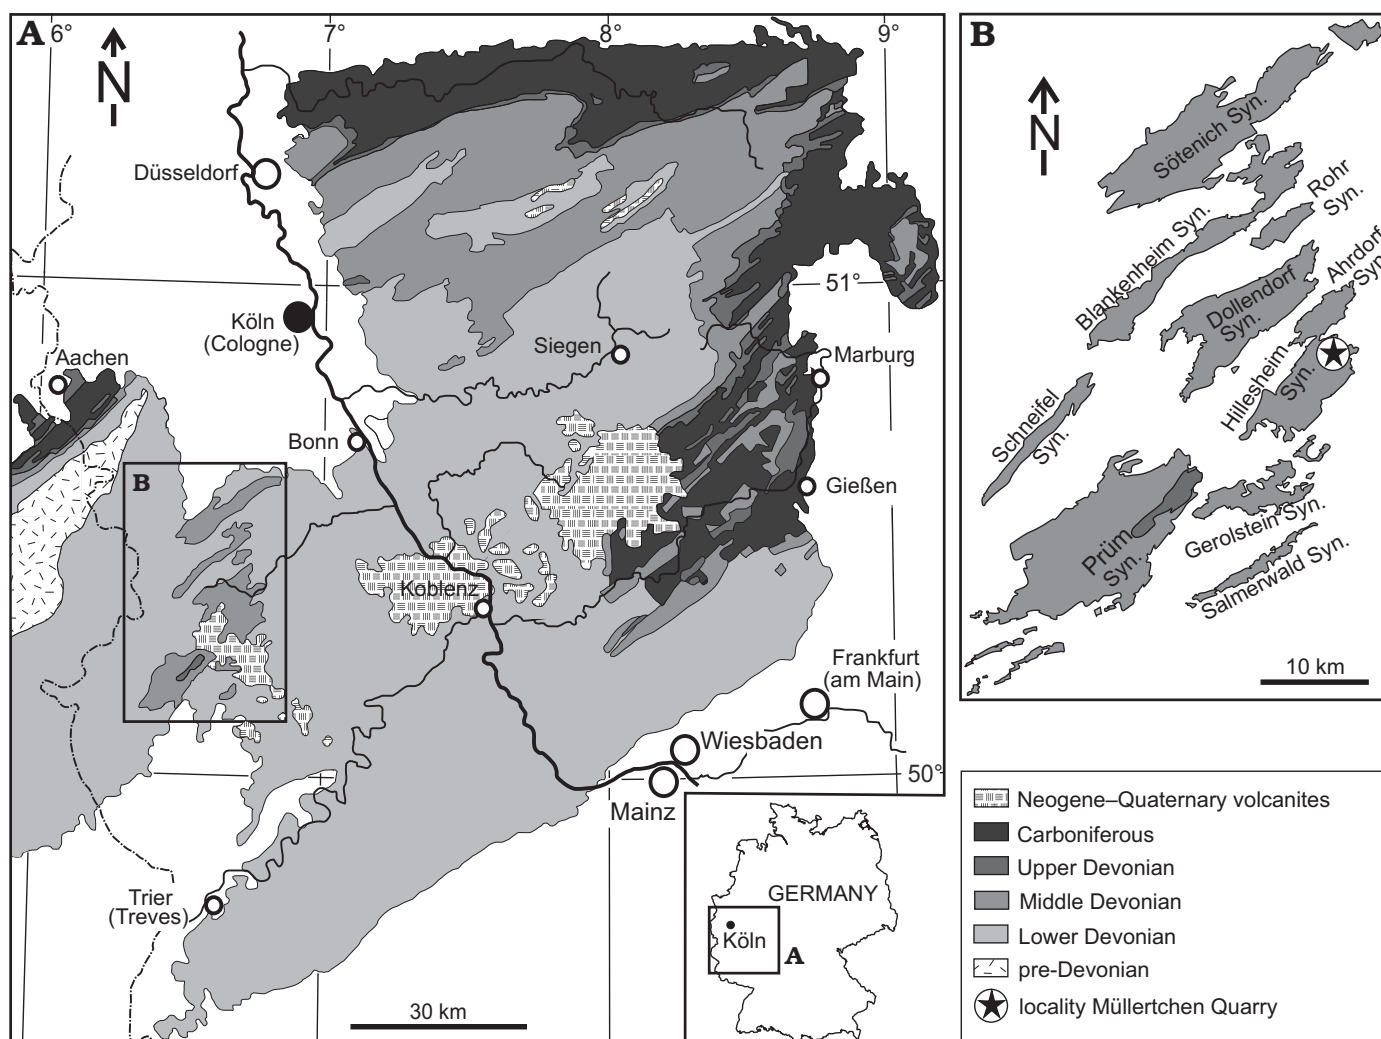 A
6°
7°
8°
9°
N
Düsseldorf
Köln
(Cologne)
Aachen
Siegen
51°
Marburg
Bonn
B
Gießen
Koblenz
Frankfurt
(am Main)
Wiesbaden
50°
Mainz
Trier
(Treves)
30 km
GERMANY
Köln
A
B
N
Sötenich Syn.
Rohr
Syn.
Blankenheim Syn.
Ahrdorf
Syn.
Dollendorf
Syn.
Hillesheim
Syn.
Schneifel
Syn.
Prüm
Syn.
Gerolstein Syn.
Salmerwald Syn.
10 km
Neogene–Quaternary volcanites
Carboniferous
Upper Devonian
Middle Devonian
Lower Devonian
pre-Devonian
locality Müllertchen Quarry